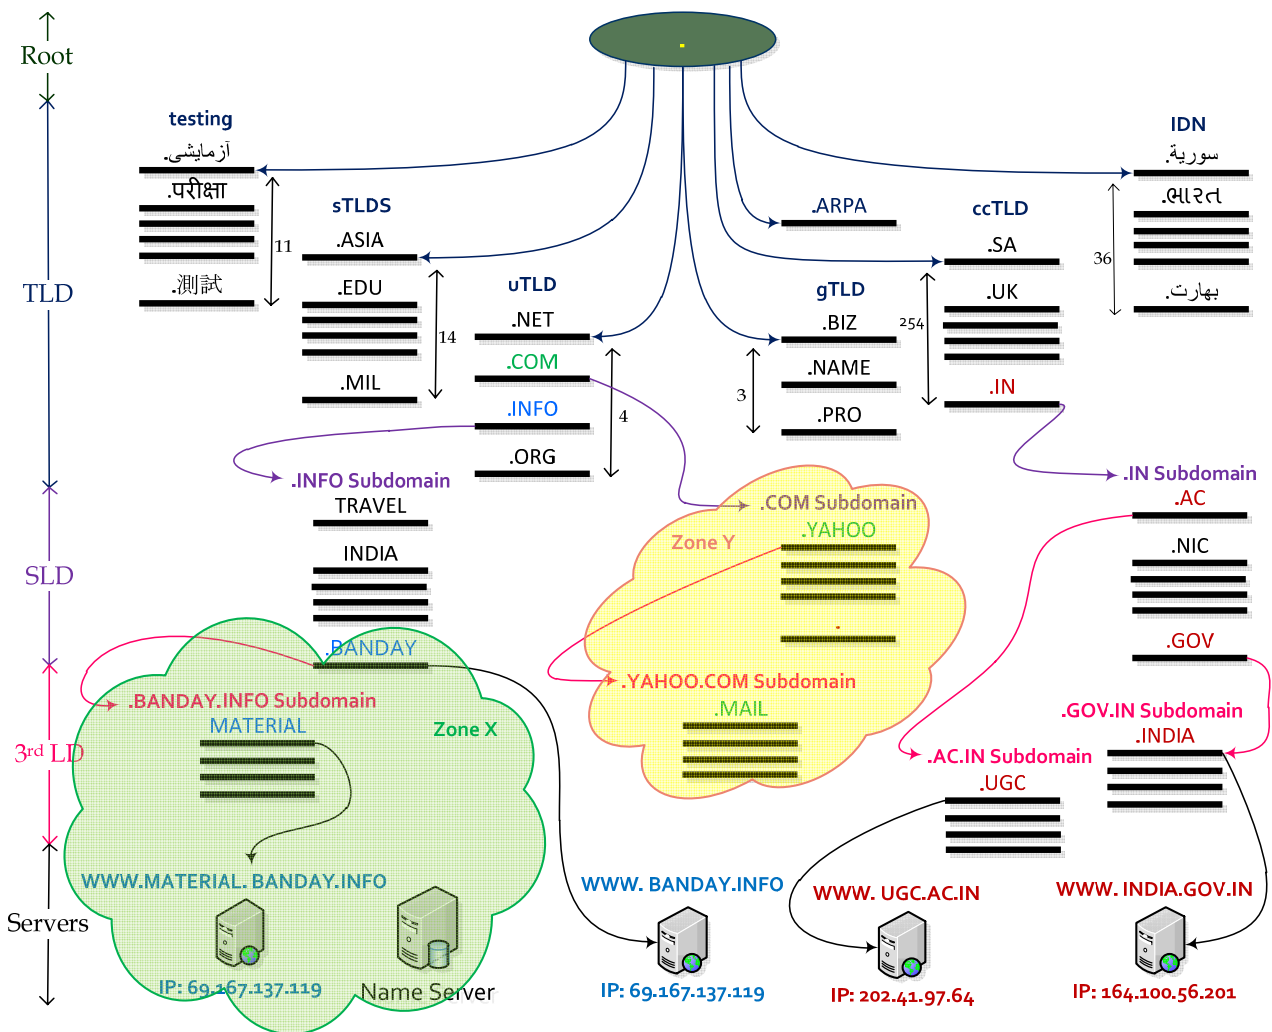 Root
.
testing
.آزمایشی
.परीक्षा
11
.測試
sTLDS
.ASIA
.EDU
14
.MIL
uTLD
.NET
.COM
.INFO
4
.ORG
.ARPA
gTLD
.BIZ
.NAME
3
.PRO
ccTLD
.SA
.UK
254
.IN
IDN
سورية.
.ભારત
36
بھارت.
TLD
.INFO Subdomain
TRAVEL
INDIA
.BANDAY
.COM Subdomain
.YAHOO
Zone Y
.IN Subdomain
.AC
.NIC
.GOV
SLD
.BANDAY.INFO Subdomain
MATERIAL
Zone X
.YAHOO.COM Subdomain
.MAIL
.GOV.IN Subdomain
.INDIA
.AC.IN Subdomain
.UGC
3rd LD
WWW.MATERIAL. BANDAY.INFO
WWW. BANDAY.INFO
WWW. UGC.AC.IN
WWW. INDIA.GOV.IN
Servers
IP: 69.167.137.119
Name Server
IP: 69.167.137.119
IP: 202.41.97.64
IP: 164.100.56.201